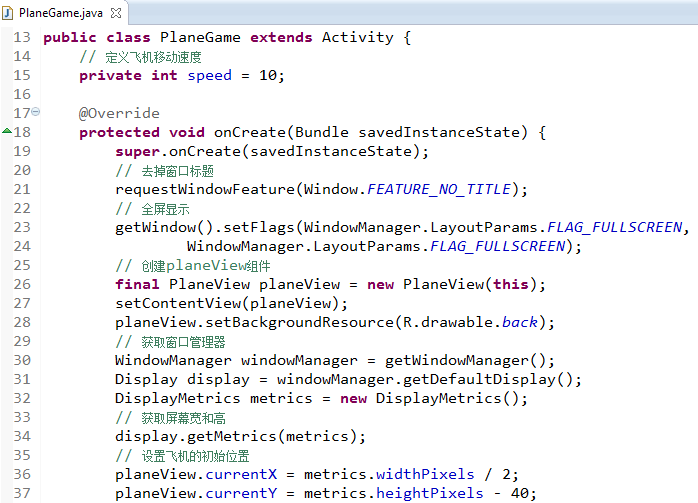 PlaneGame.java
13 public class PlaneGame extends Activity {
14 // 定义飞机移动速度
15 private int speed = 10;
16
17 @Override
18 protected void onCreate(Bundle savedInstanceState) {
19 super.onCreate(savedInstanceState);
20 // 去掉窗口标题
21 requestWindowFeature(Window.FEATURE_NO_TITLE);
22 // 全屏显示
23 getWindow().setFlags(WindowManager.LayoutParams.FLAG_FULLSCREEN,
24 WindowManager.LayoutParams.FLAG_FULLSCREEN);
25 // 创建planeView组件
26 final PlaneView planeView = new PlaneView(this);
27 setContentView(planeView);
28 planeView.setBackgroundResource(R.drawable.back);
29 // 获取窗口管理器
30 WindowManager windowManager = getWindowManager();
31 Display display = windowManager.getDefaultDisplay();
32 DisplayMetrics metrics = new DisplayMetrics();
33 // 获取屏幕宽和高
34 display.getMetrics(metrics);
35 // 设置飞机的初始位置
36 planeView.currentX = metrics.widthPixels / 2;
37 planeView.currentY = metrics.heightPixels - 40;